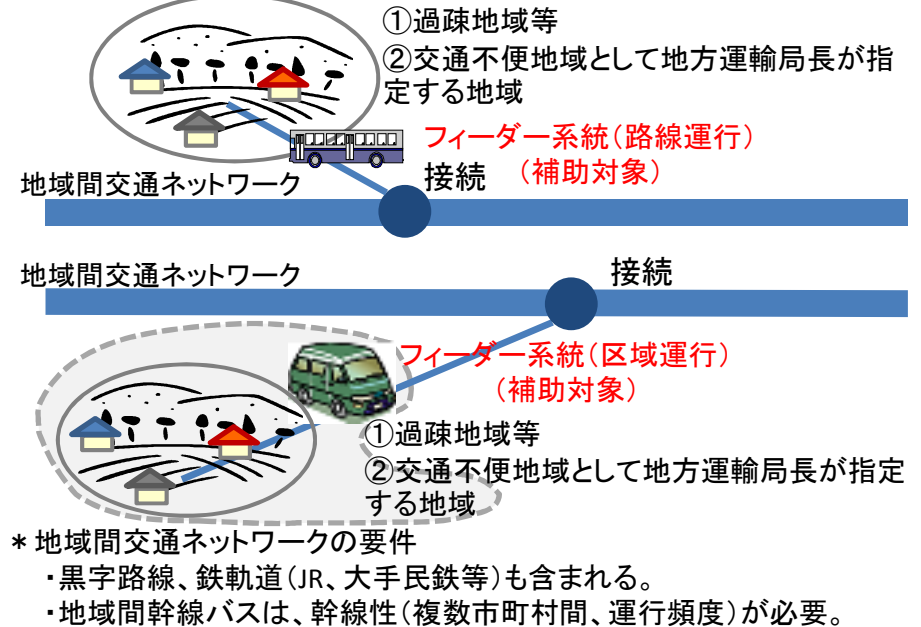 ①過疎地域等
②交通不便地域として地方運輸局長が指
定する地域
フィーダー系統(路線運行)
(補助対象)
接続
地域間交通ネットワーク
地域間交通ネットワーク
接続
フィーダー系統(区域運行)
(補助対象)
①過疎地域等
②交通不便地域として地方運輸局長が指定
する地域
*地域間交通ネットワークの要件
・黒字路線、鉄軌道(JR、大手民鉄等)も含まれる。
・地域間幹線バスは、幹線性(複数市町村間、運行頻度)が必要。